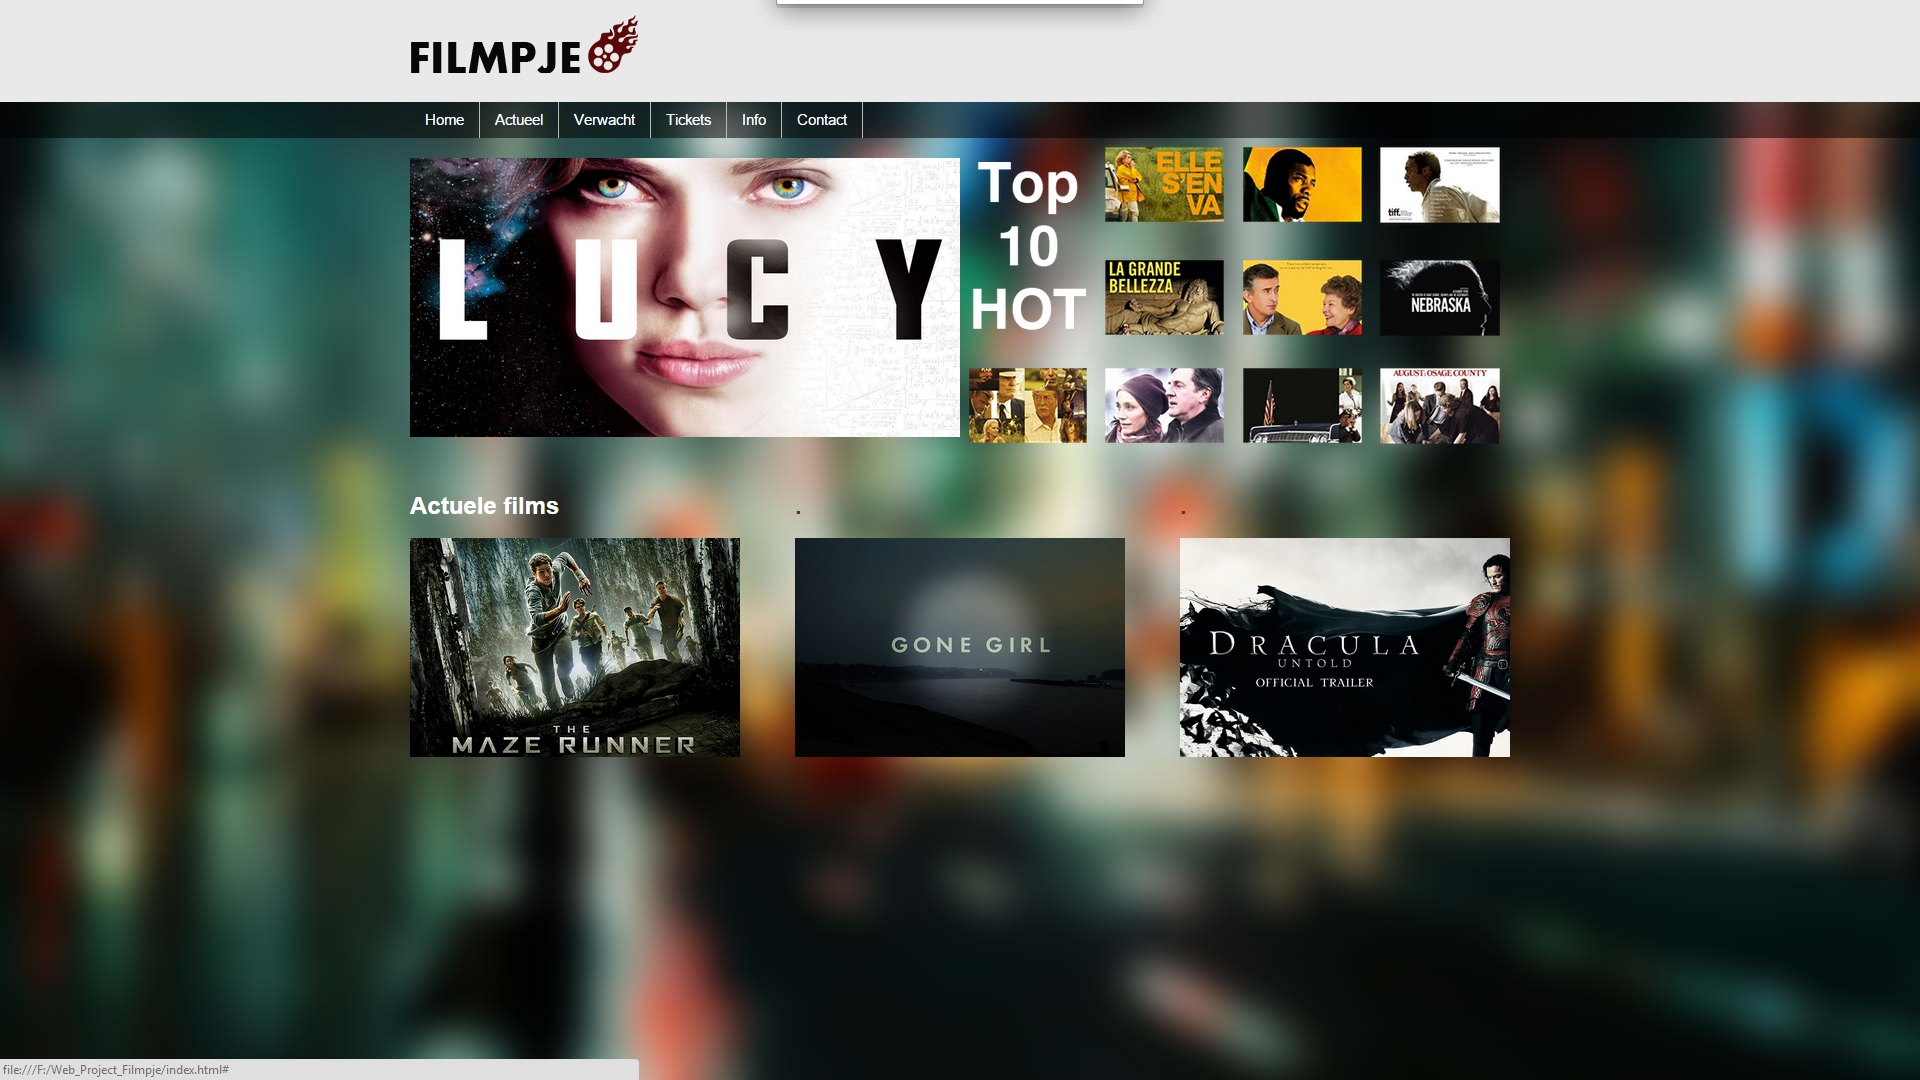 FILMPJE
Home
Actueel
Verwacht
Tickets
Info
Contact
LUCY
Top
10
HOT
ELLE
S'EN
VA
tiff.
LA GRANDE
BELLEZZA
NEBRASKA
AUGUST: OSAGE COUNTY
Actuele films
.
.
THE
MAZE RUNNER
GONE GIRL
DRACULA
UNTOLD
OFFICIAL TRAILER
file:///F:/Web_Project_Filmpje/index.html#